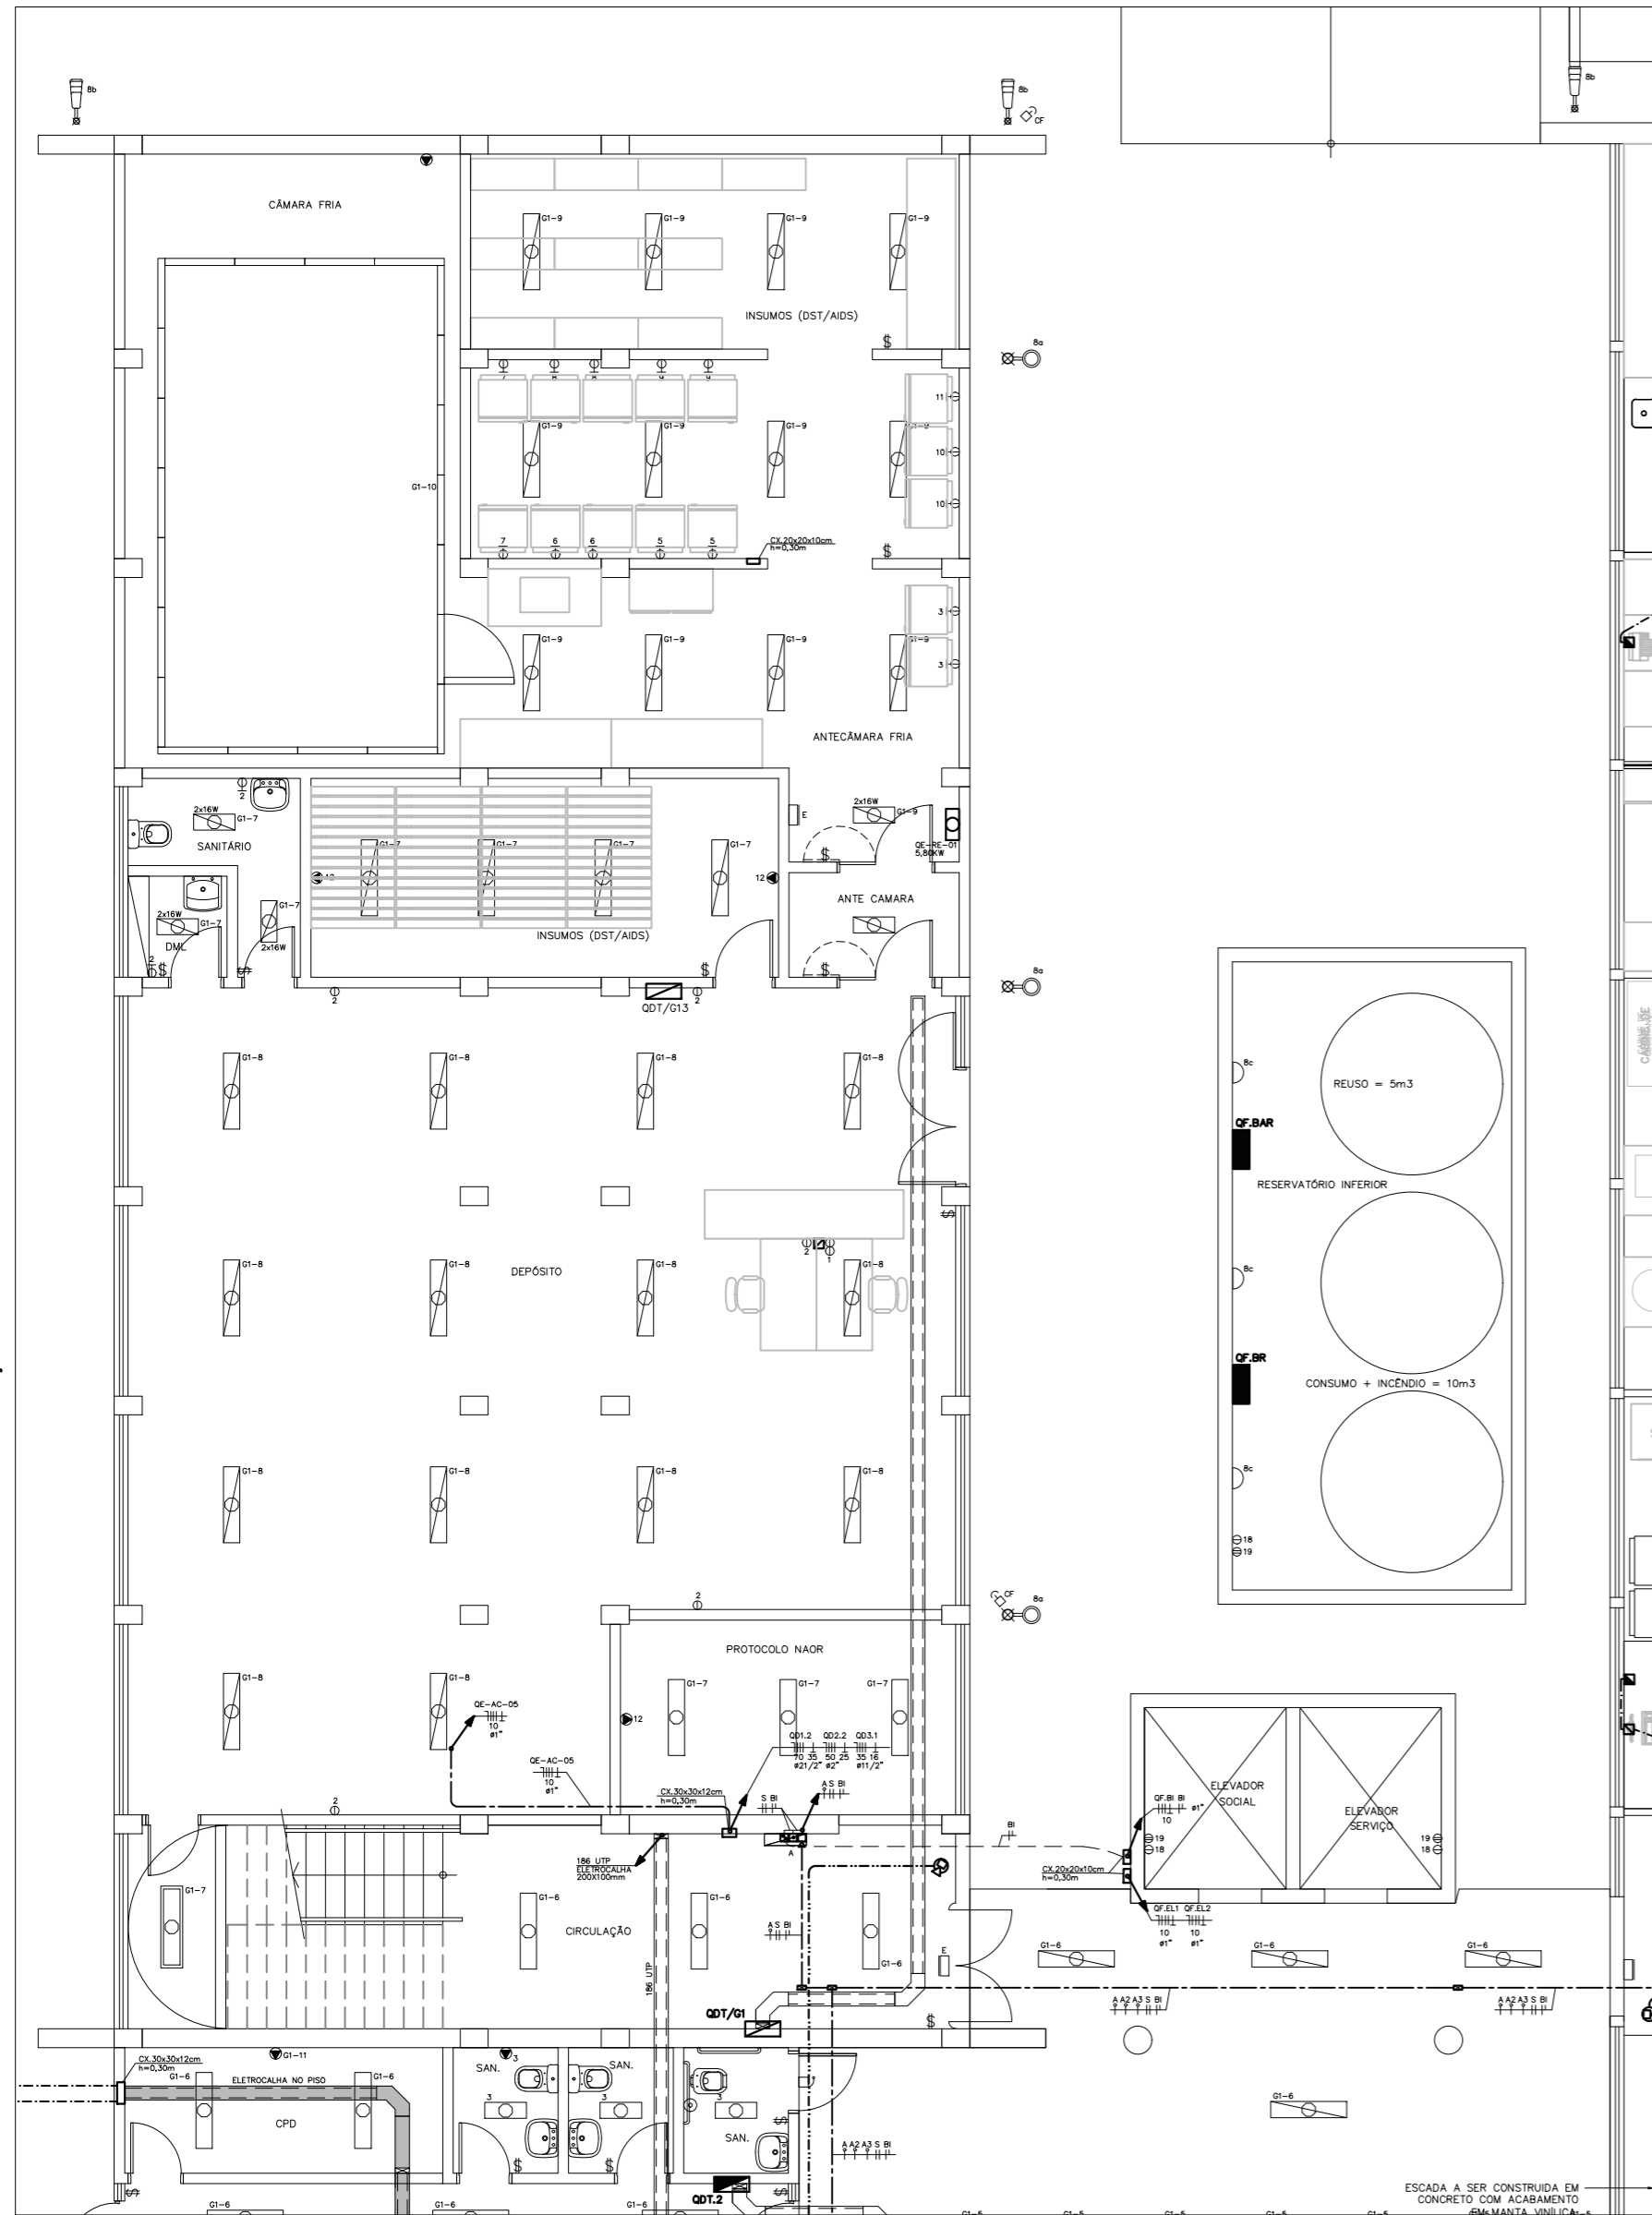 8b
8b
CF
8b
CÂMARA FRIA
G1-9
G1-9
G1-9
G1-9
INSUMOS (DST/AIDS)
$
8a
11
G1-9
G1-9
G1-9
10
G1-10
10
7
6
6
5
5
CX.20x20x10cm
h=0,30m
$
3
G1-9
G1-9
G1-9
G1-9
3
ANTECÂMARA FRIA
2
2x16W
G1-7
SANITÁRIO
2x16W
G1-9
E
QE-RE-01
5,80KW
$
G1-7
G1-7
G1-7
G1-7
12
ANTE CAMARA
2x16W
G1-7
G1-7
DML
2x16W
INSUMOS (DST/AIDS)
2
$
$
$
$
8a
2
QDT/G13
2
G1-8
G1-8
G1-8
G1-8
8c
REUSO = 5m3
QF.BAR
RESERVATÓRIO INFERIOR
$
2
1
G1-8
G1-8
DEPÓSITO
G1-8
G1-8
8c
QF.BR
CONSUMO + INCÊNDIO = 10m3
G1-8
G1-8
G1-8
G1-8
8c
18
19
2
CF
8a
PROTOCOLO NAOR
G1-8
G1-8
G1-7
G1-7
G1-7
QE-AC-05
10
ø1"
12
QD1.2 QD2.2 QD3.1
70 35 50 25 35 16
ø21/2" ø2" ø11/2"
QE-AC-05
10
ø1"
CX.30x30x12cm
h=0,30m
S BI
A S BI
2
A
BI
ELEVADOR
SOCIAL
ELEVADOR
SERVIÇO
QF.BI BI
ø1"
10
19
18
19
18
CX.20x20x10cm
h=0,30m
186 UTP
ELETROCALHA
200X100mm
G1-7
G1-6
G1-6
G1-6
CIRCULAÇÃO
A S BI
186 UTP
E
QF.EL1 QF.EL2
10 10
ø1" ø1"
G1-6
G1-6
G1-6
A A2 A3 S BI
A A2 A3 S BI
QDT/G1
$
CX.30x30x12cm
h=0,30m
G1-11
3
G1-6
G1-6
ELETROCALHA NO PISO
CPD
SAN.
SAN.
3
3
3
SAN.
G1-6
A A2 A3 S BI
$
$
$
$
$
QDT.2
G1-6
G1-6
G1-6
ESCADA A SER CONSTRUIDA EM
CONCRETO COM ACABAMENTO
EM MANTA VINÍLICA